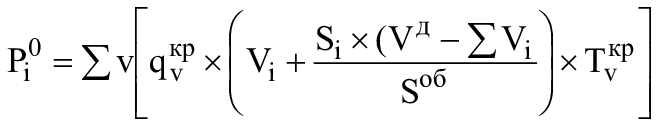 P_i^0 = ∑ v[ q_v^кр × ( V_i + (S_i × (V^д − ∑ V_i) / S^об ) × T_v^кр ]